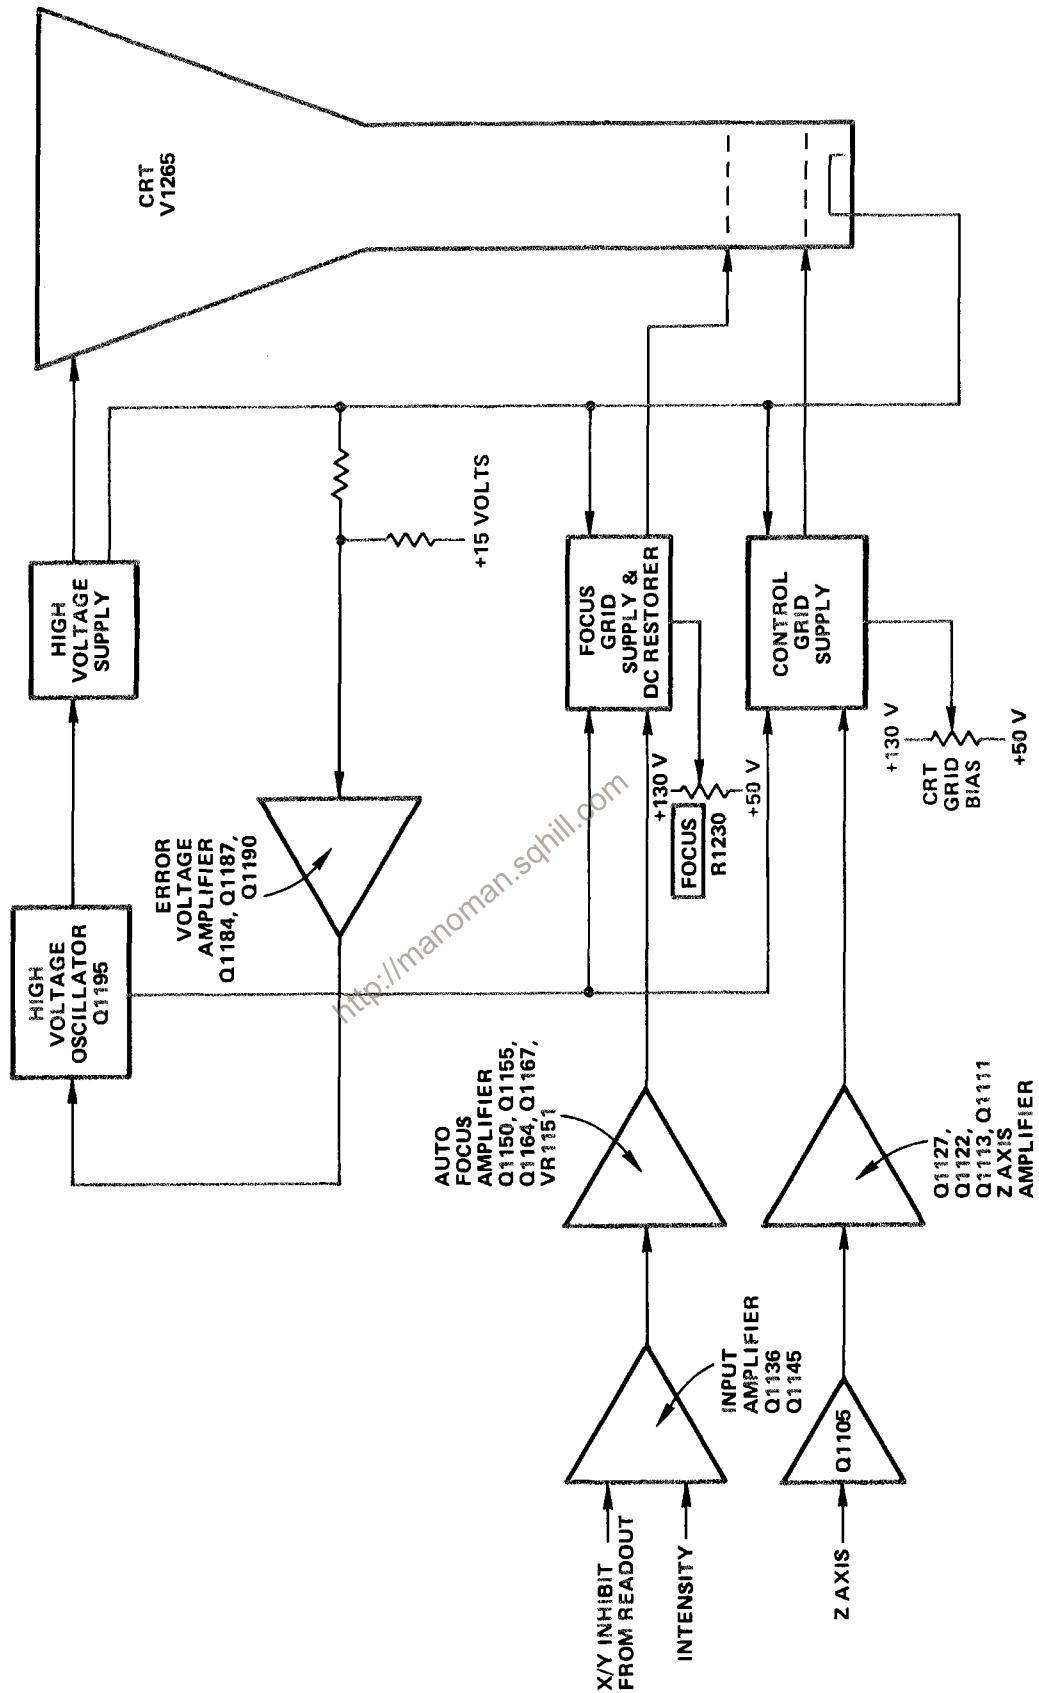 CRT
V1265
HIGH
VOLTAGE
SUPPLY
HIGH
VOLTAGE
OSCILLATOR
Q1195
ERROR
VOLTAGE
AMPLIFIER
Q1184, Q1187,
Q1190
+15 VOLTS
FOCUS
GRID
SUPPLY &
DC RESTORER
+130 V
FOCUS
R1230
+50 V
CONTROL
GRID
SUPPLY
+130 V
CRT
GRID
BIAS
+50 V
AUTO
FOCUS
AMPLIFIER
Q1150, Q1155,
Q1164, Q1167,
VR1151
Q1127,
Q1122,
Q1113, Q1111
Z AXIS
AMPLIFIER
INPUT
AMPLIFIER
Q1136
Q1145
Q1105
X/Y INHIBIT
FROM READOUT
INTENSITY
Z AXIS
http://manoman.sqhill.com